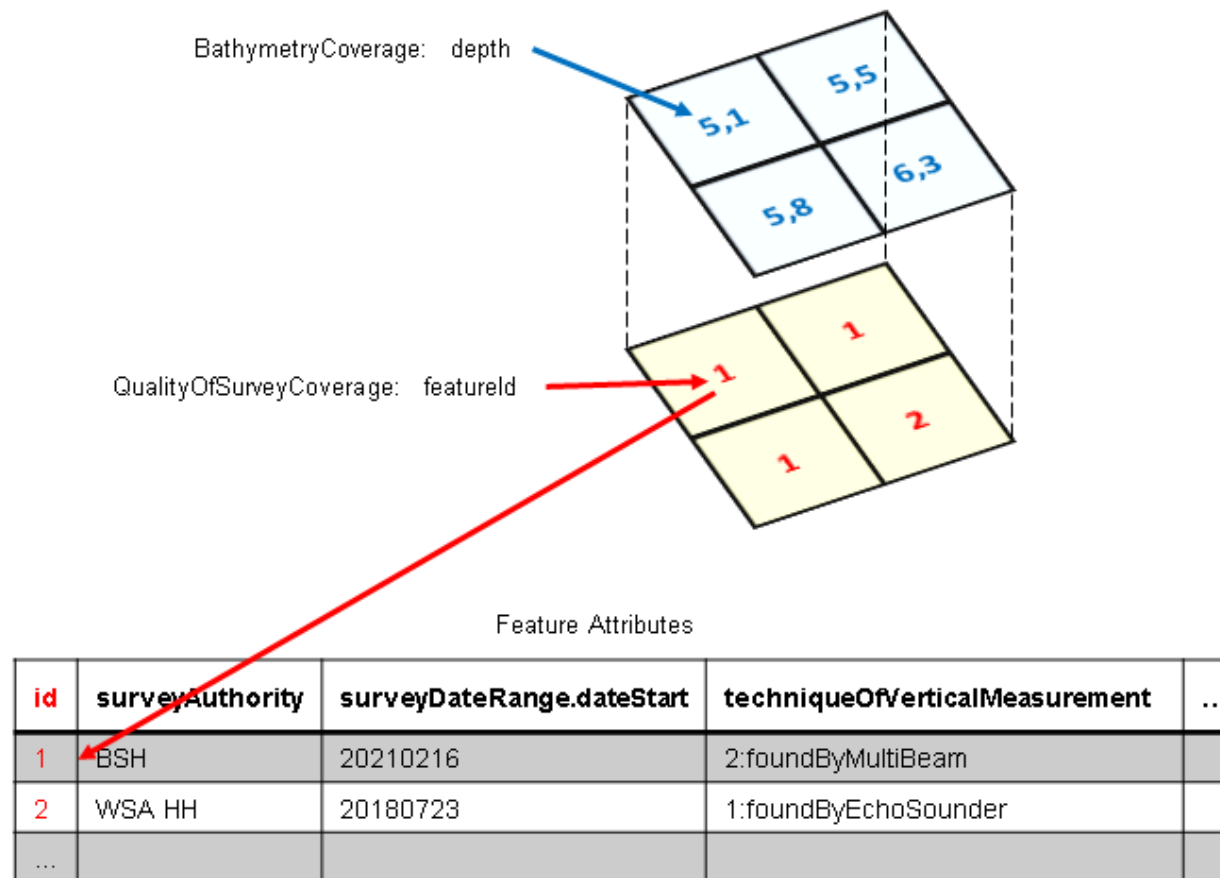 BathymetryCoverage: depth
5,5
5,1
6,3
5,8
QualityOfSurveyCoverage: featureId
1
1
2
1
Feature Attributes
id surveyAuthority surveyDateRange.dateStart techniqueOfVerticalMeasurement ..
1 BSH 20210216 2:foundByMultiBeam
2 WSA HH 20180723 1:foundByEchoSounder
...